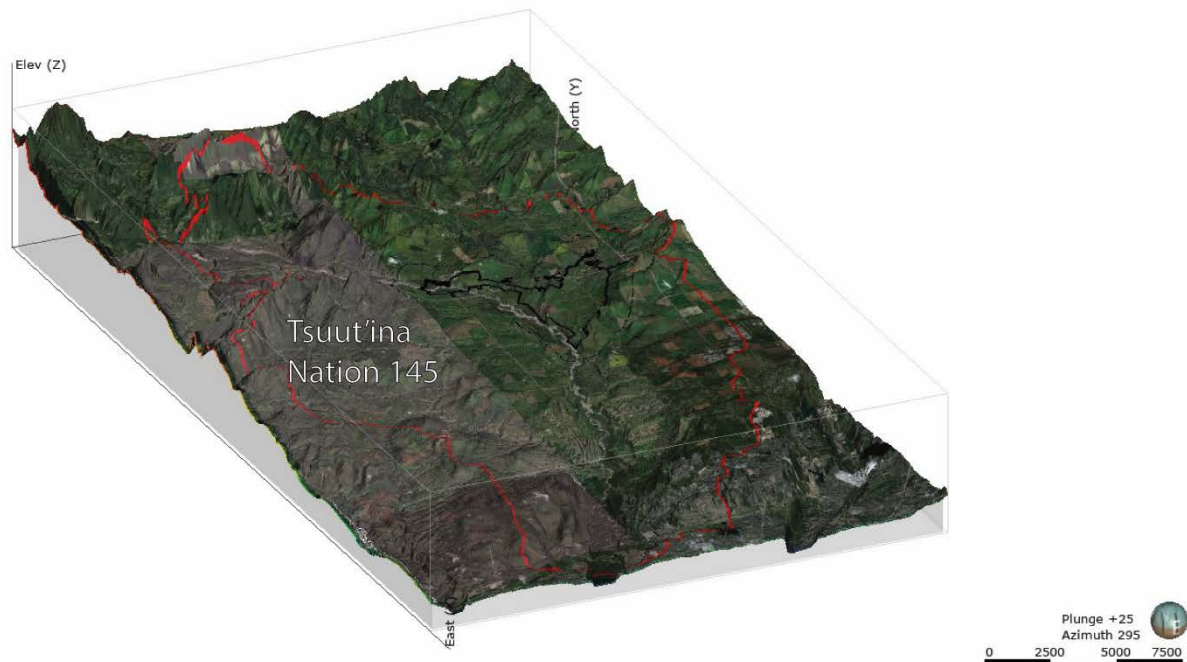 Elev (Z)
North (Y)
Tsuut'ina
Nation 145
East
Plunge +25
Azimuth 295
0 2500 5000 7500